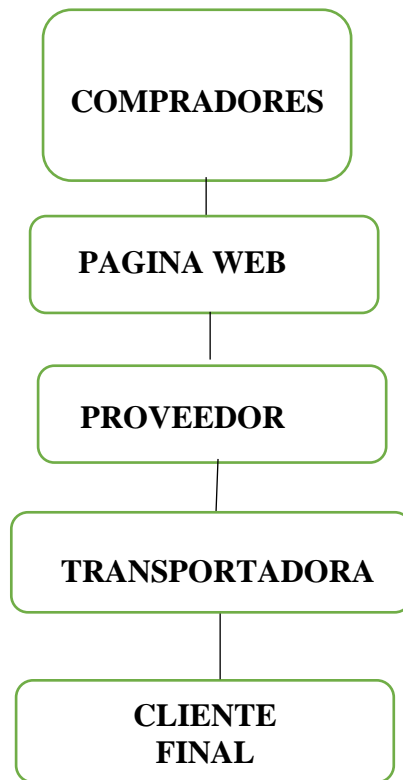 COMPRADORES
PAGINA WEB
PROVEEDOR
TRANSPORTADORA
CLIENTE
FINAL